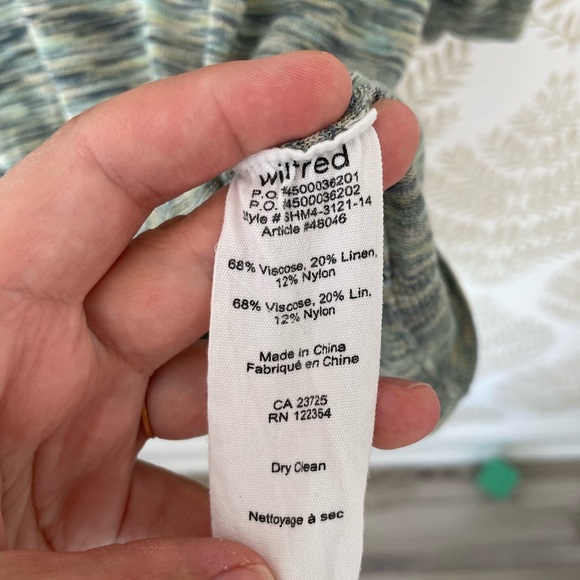 wilfred
P.O. #4500036201
P.O. #4500036202
Style # SHM4-3121-14
Article #48046
68% Viscose, 20% Linen,
12% Nylon
68% Viscose, 20% Lin,
12% Nylon
Made in China
Fabriqué en Chine
CA 23725
RN 122354
Dry Clean
Nettoyage à sec